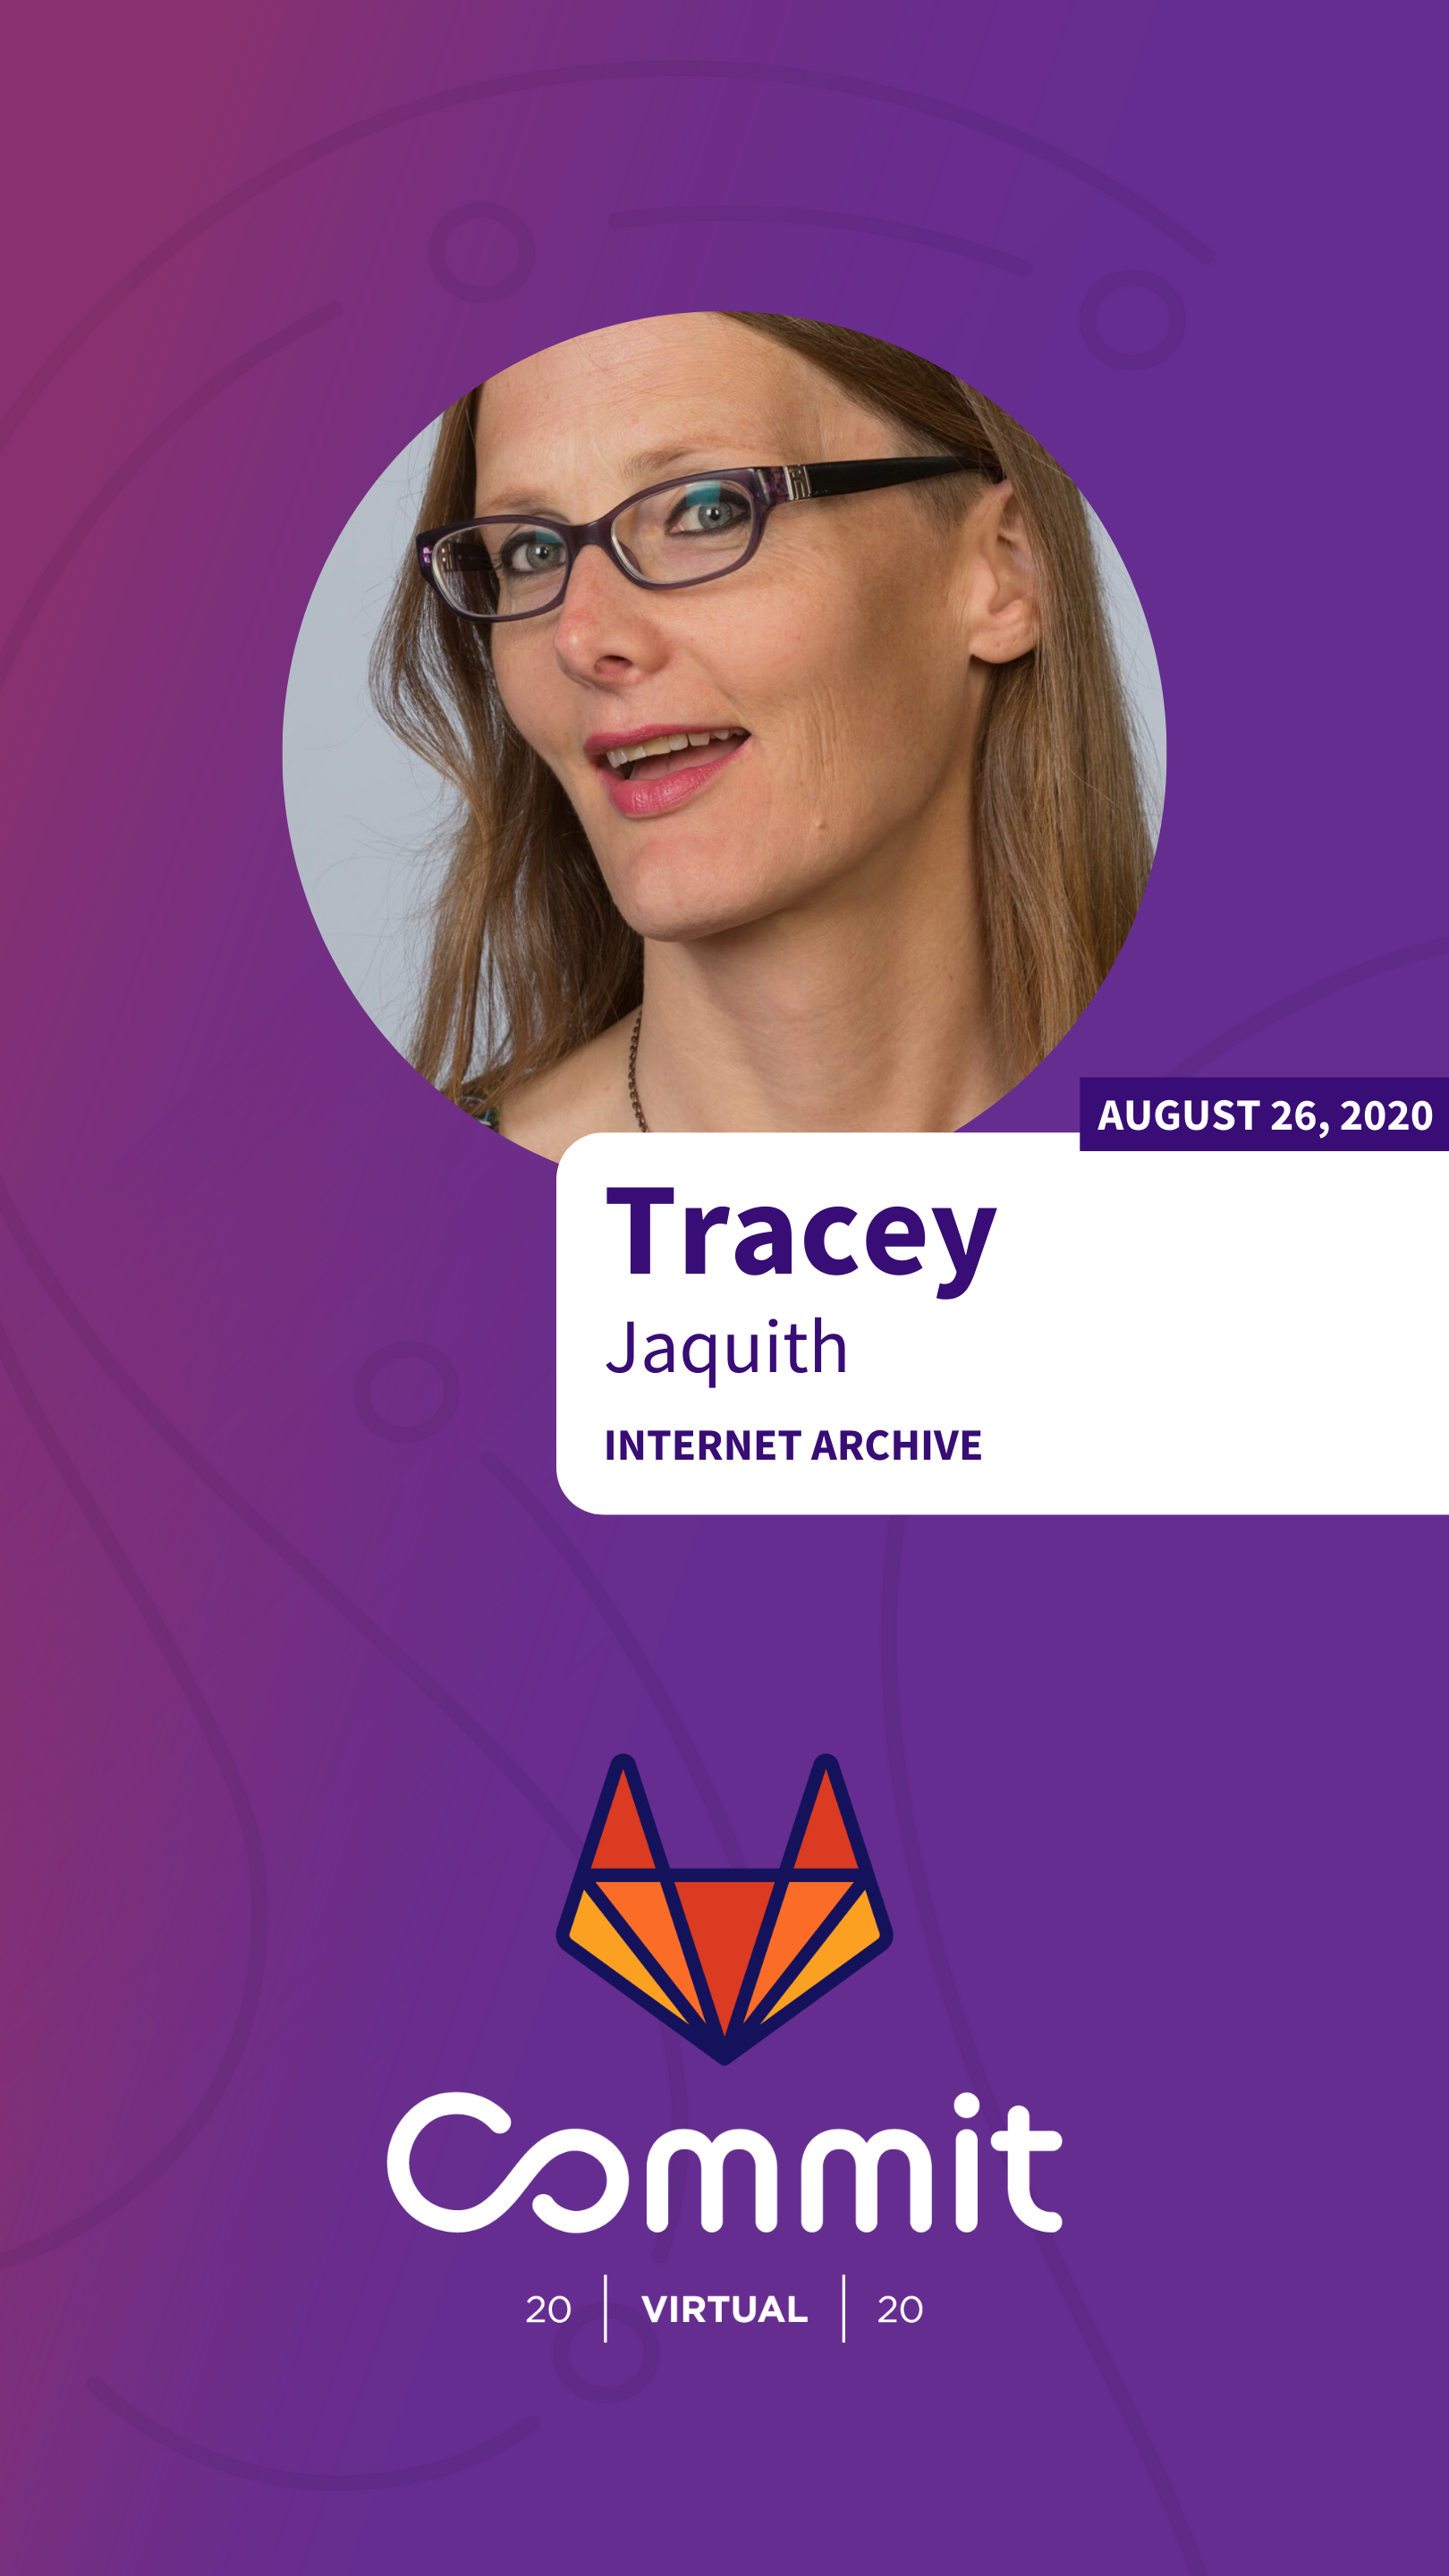 AUGUST 26, 2020
Tracey
Jaquith
INTERNET ARCHIVE
Commit
20 | VIRTUAL | 20